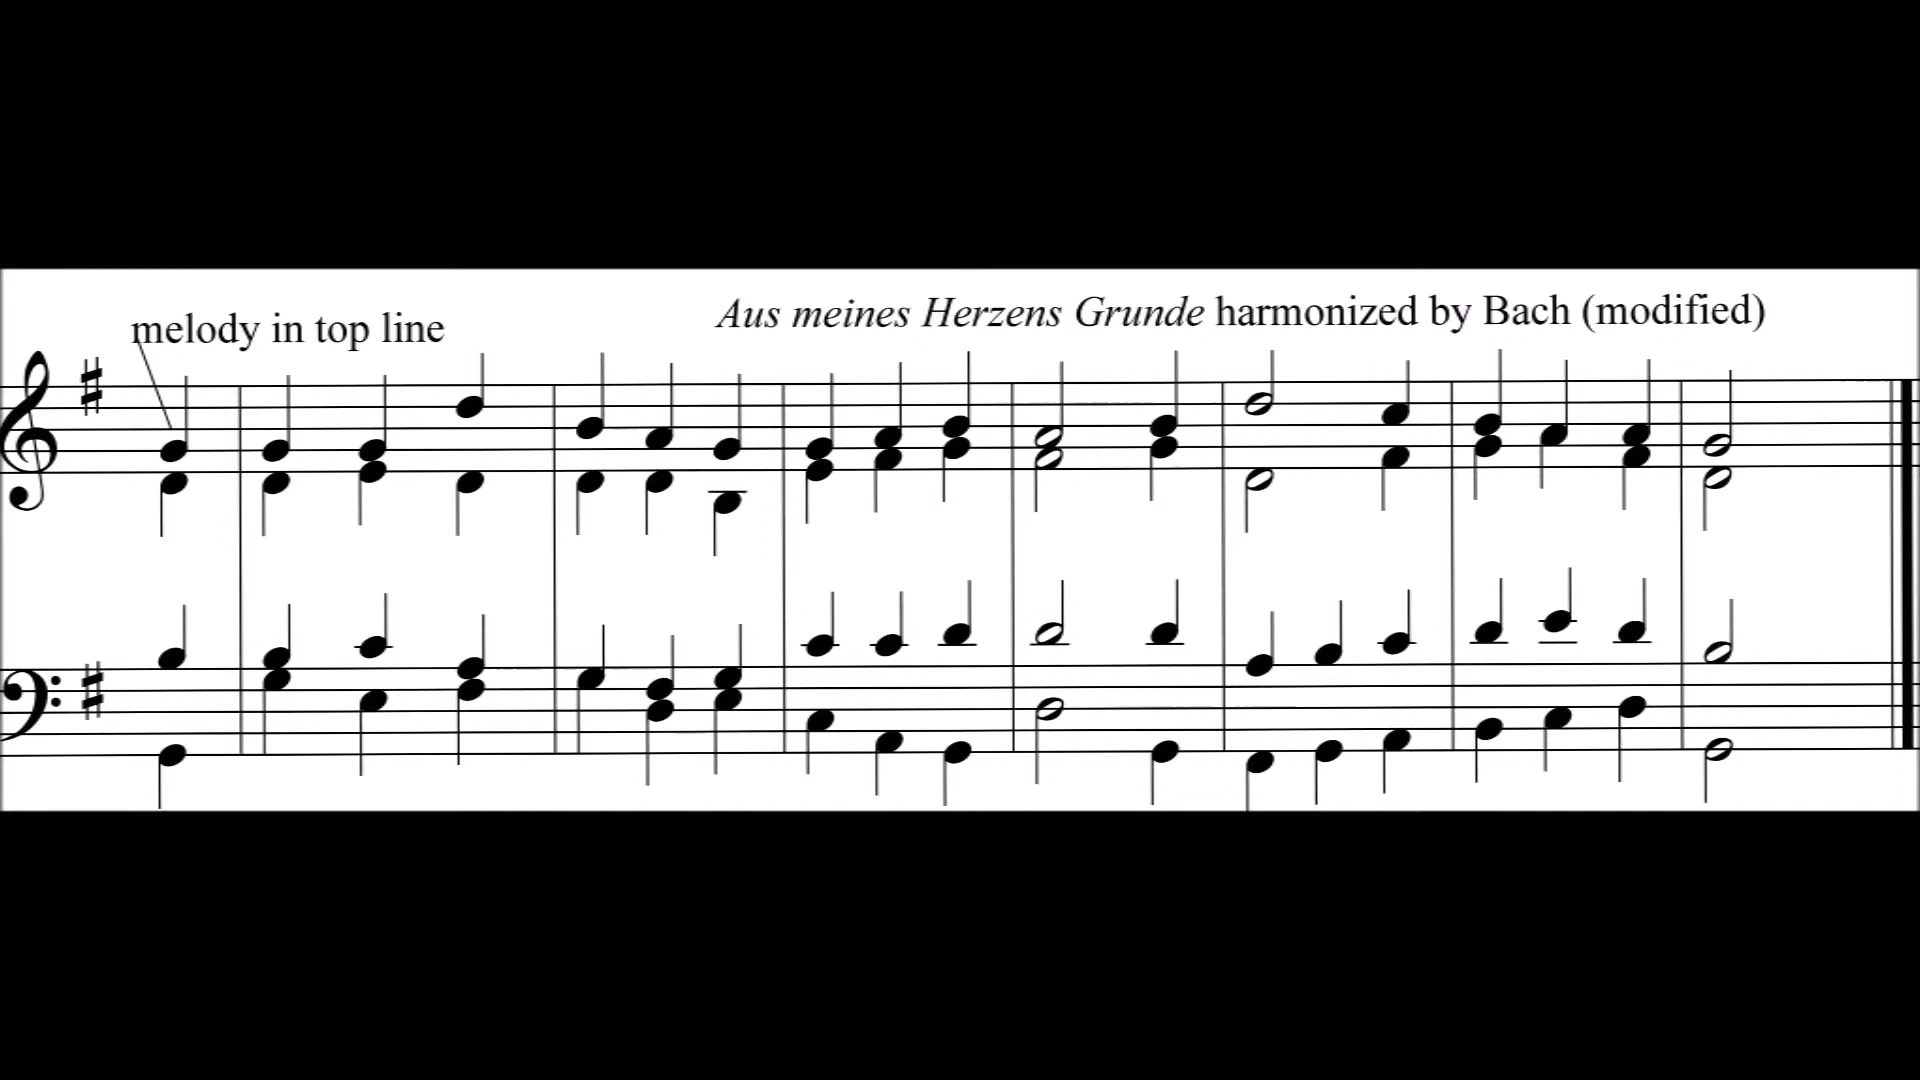 Aus meines Herzens Grunde harmonized by Bach (modified)
melody in top line